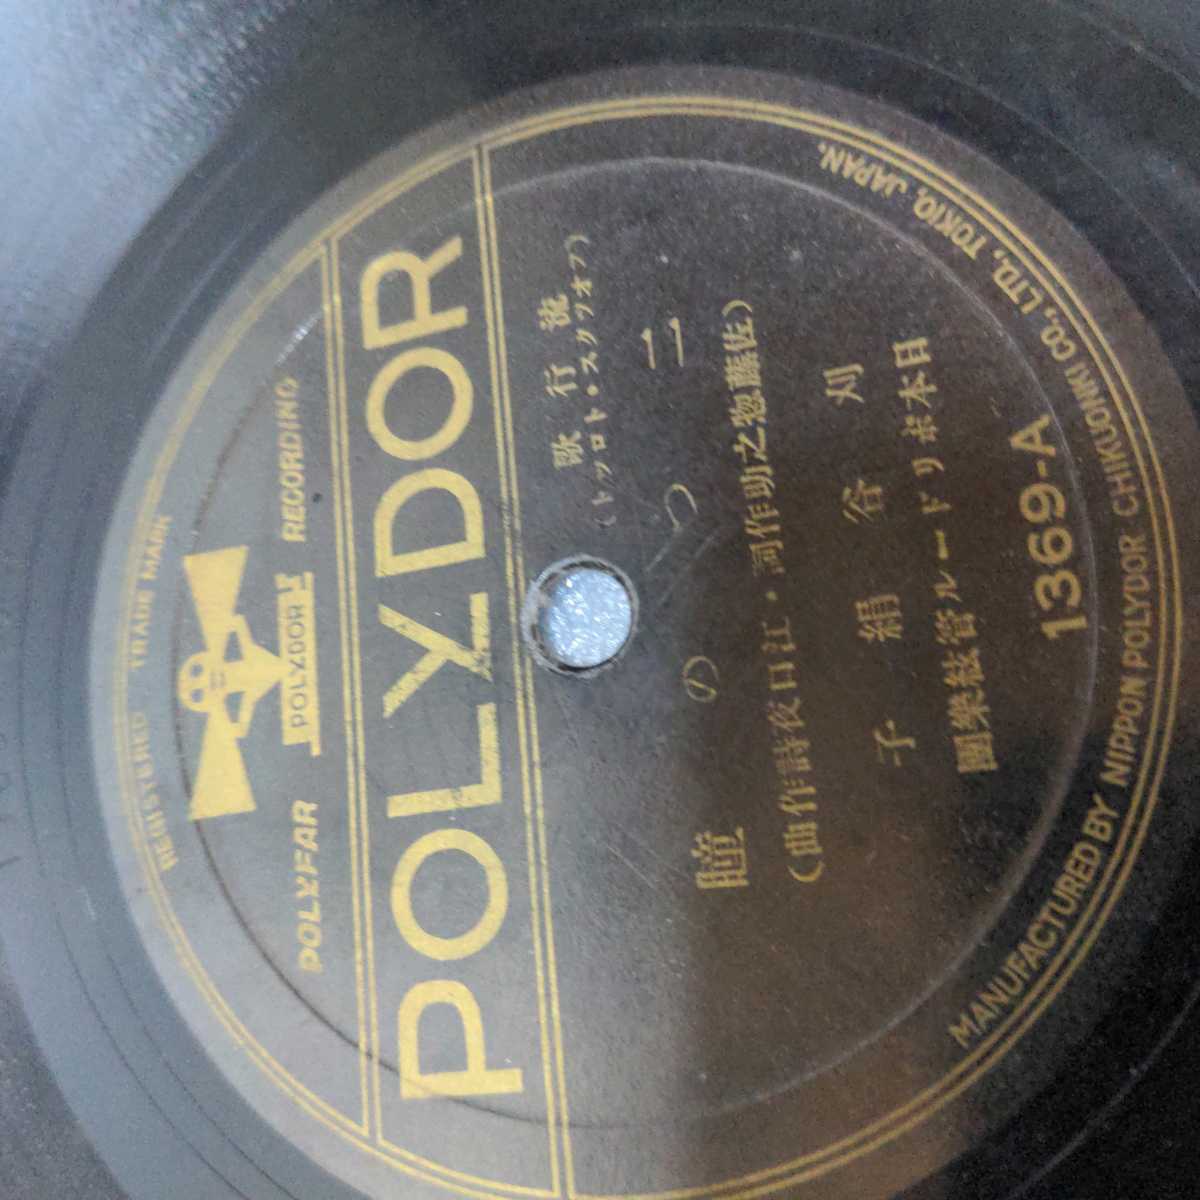 REGISTERED TRADE MARK
POLYFAR RECORDING
POLYDOR
POLYDOR
流行歌
(フオツクス・トロット)
二つの瞳
(佐藤惣之助作詞・江口夜詩作曲)
刈谷絹子
日本ポリドール管絃樂團
1369-A
MANUFACTURED BY NIPPON POLYDOR CHIKUONKI CO., LTD., TOKIO, JAPAN.